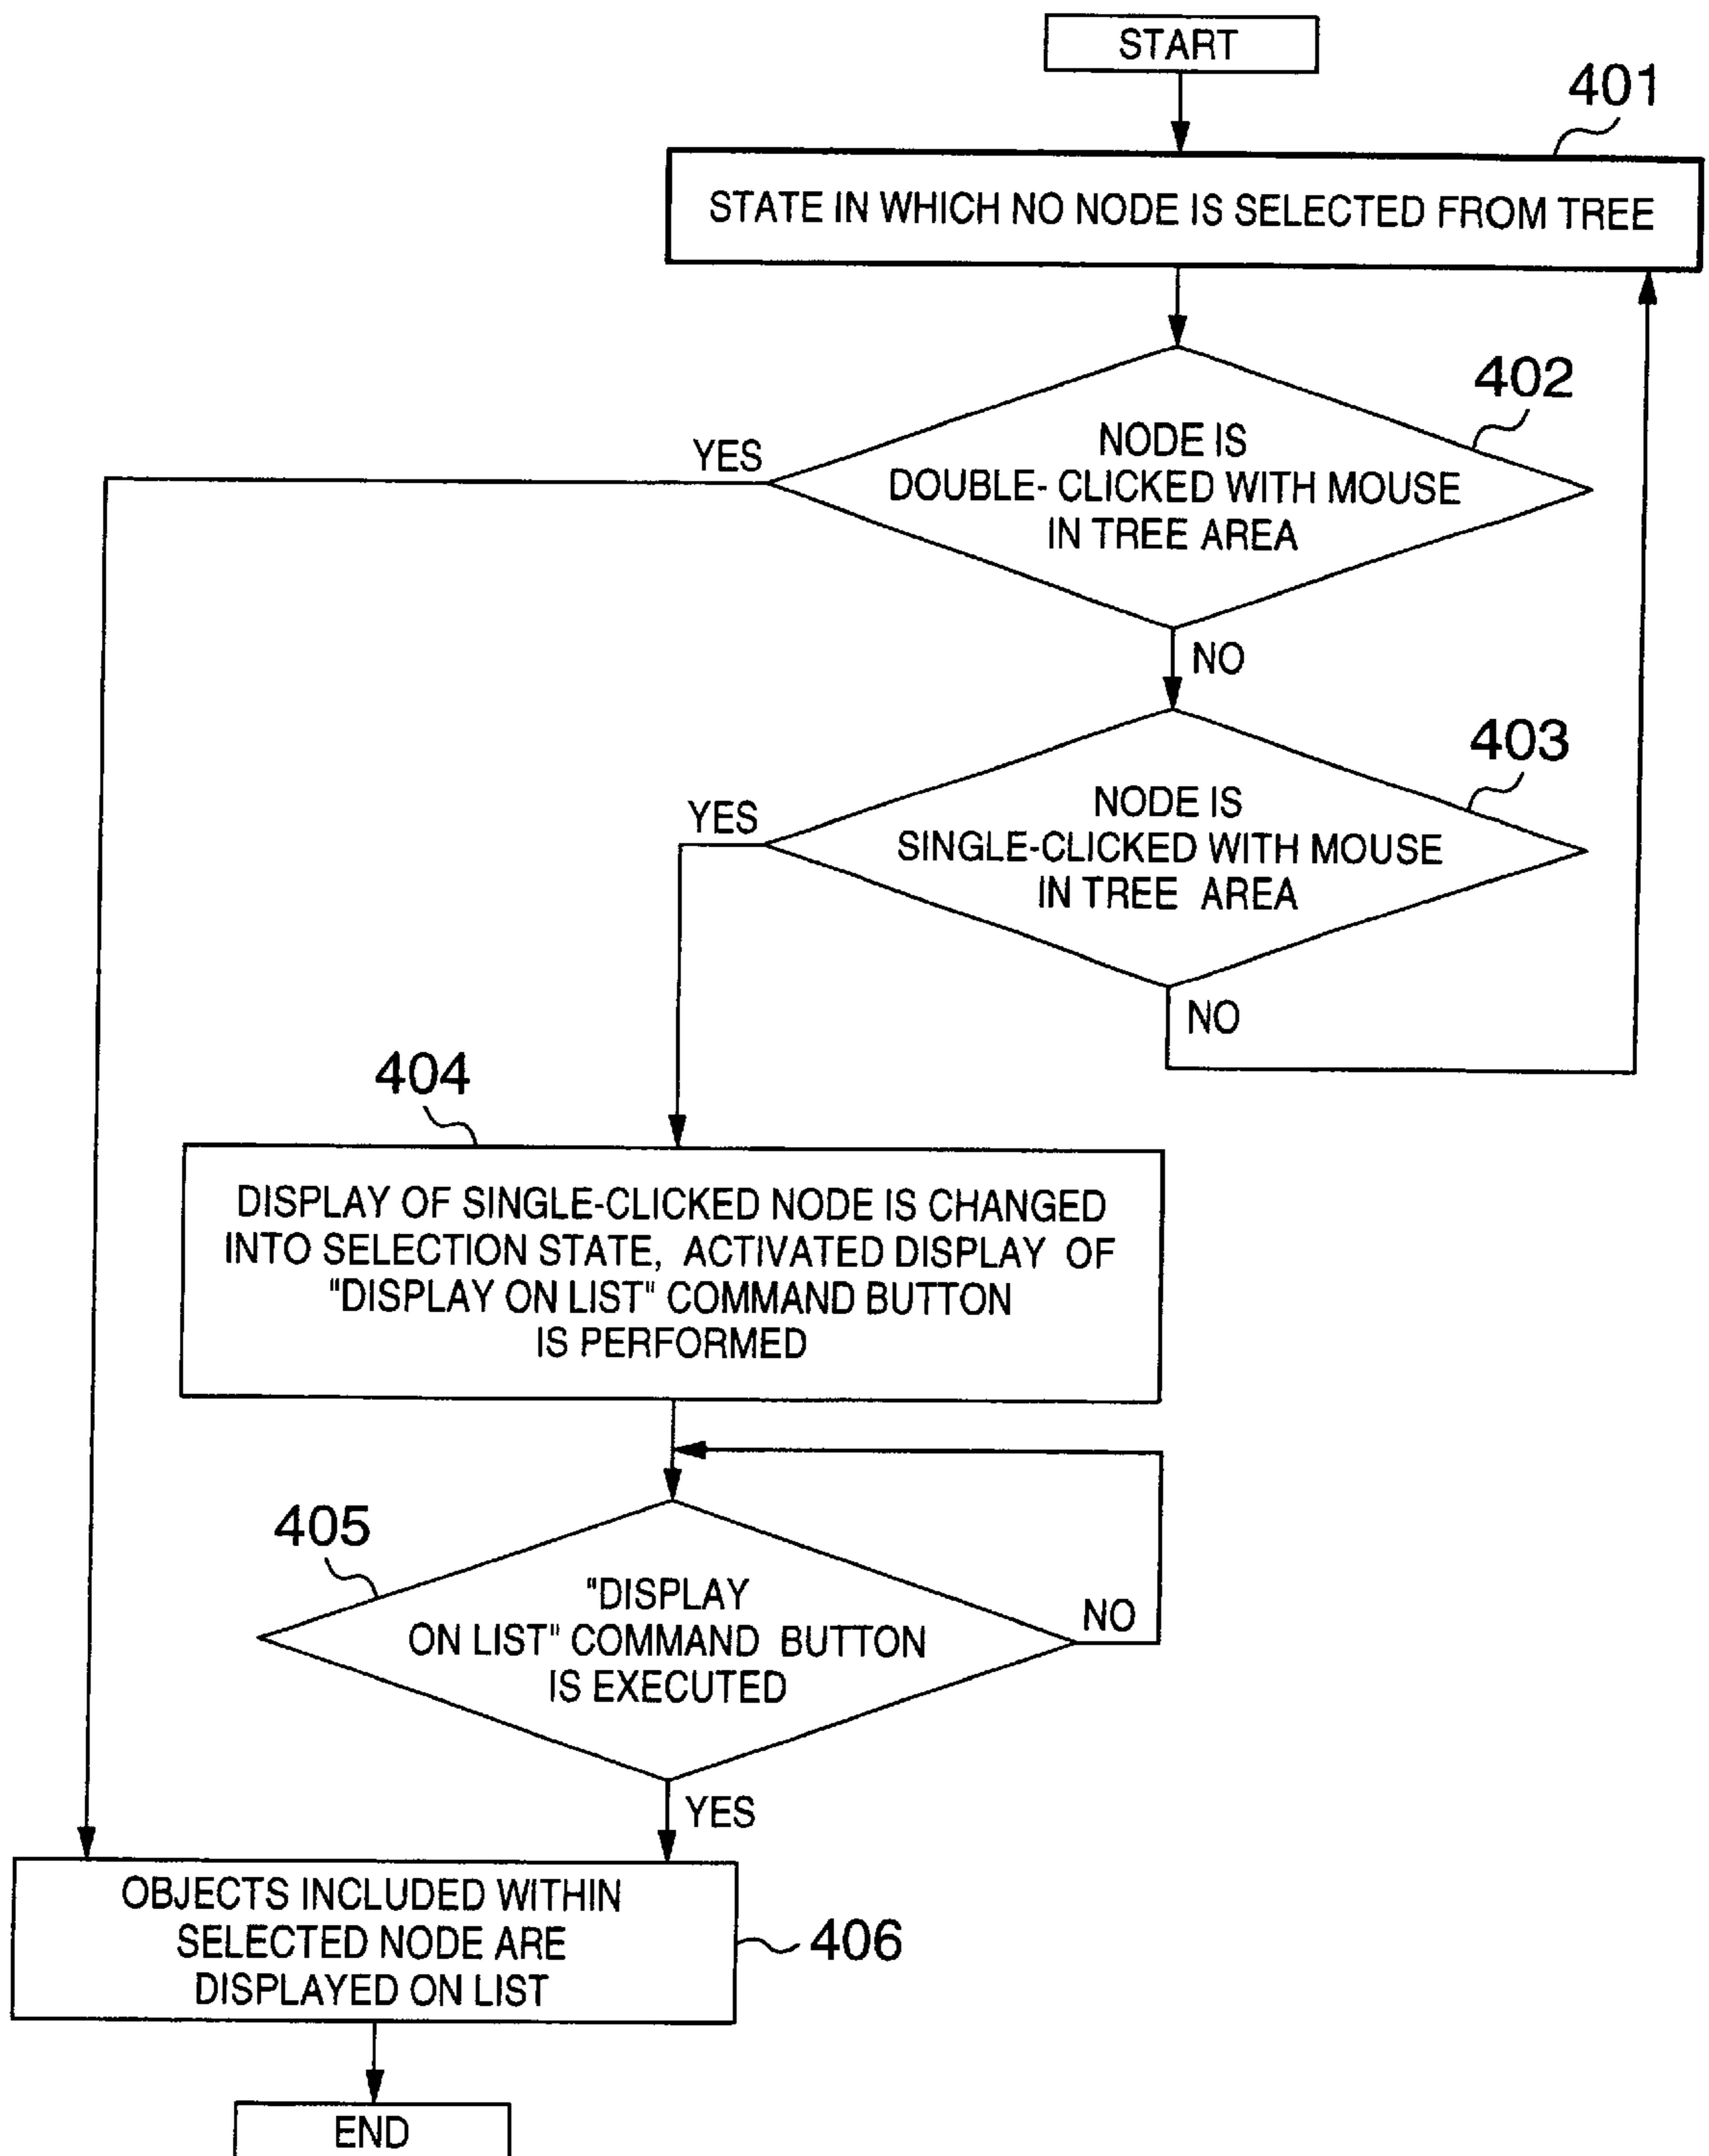 START
401
STATE IN WHICH NO NODE IS SELECTED FROM TREE
402
YES
NODE IS
DOUBLE- CLICKED WITH MOUSE
IN TREE AREA
NO
403
YES
NODE IS
SINGLE-CLICKED WITH MOUSE
IN TREE AREA
NO
404
DISPLAY OF SINGLE-CLICKED NODE IS CHANGED
INTO SELECTION STATE, ACTIVATED DISPLAY OF
"DISPLAY ON LIST" COMMAND BUTTON
IS PERFORMED
405
"DISPLAY
ON LIST" COMMAND BUTTON
IS EXECUTED
NO
YES
OBJECTS INCLUDED WITHIN
SELECTED NODE ARE
DISPLAYED ON LIST
406
END